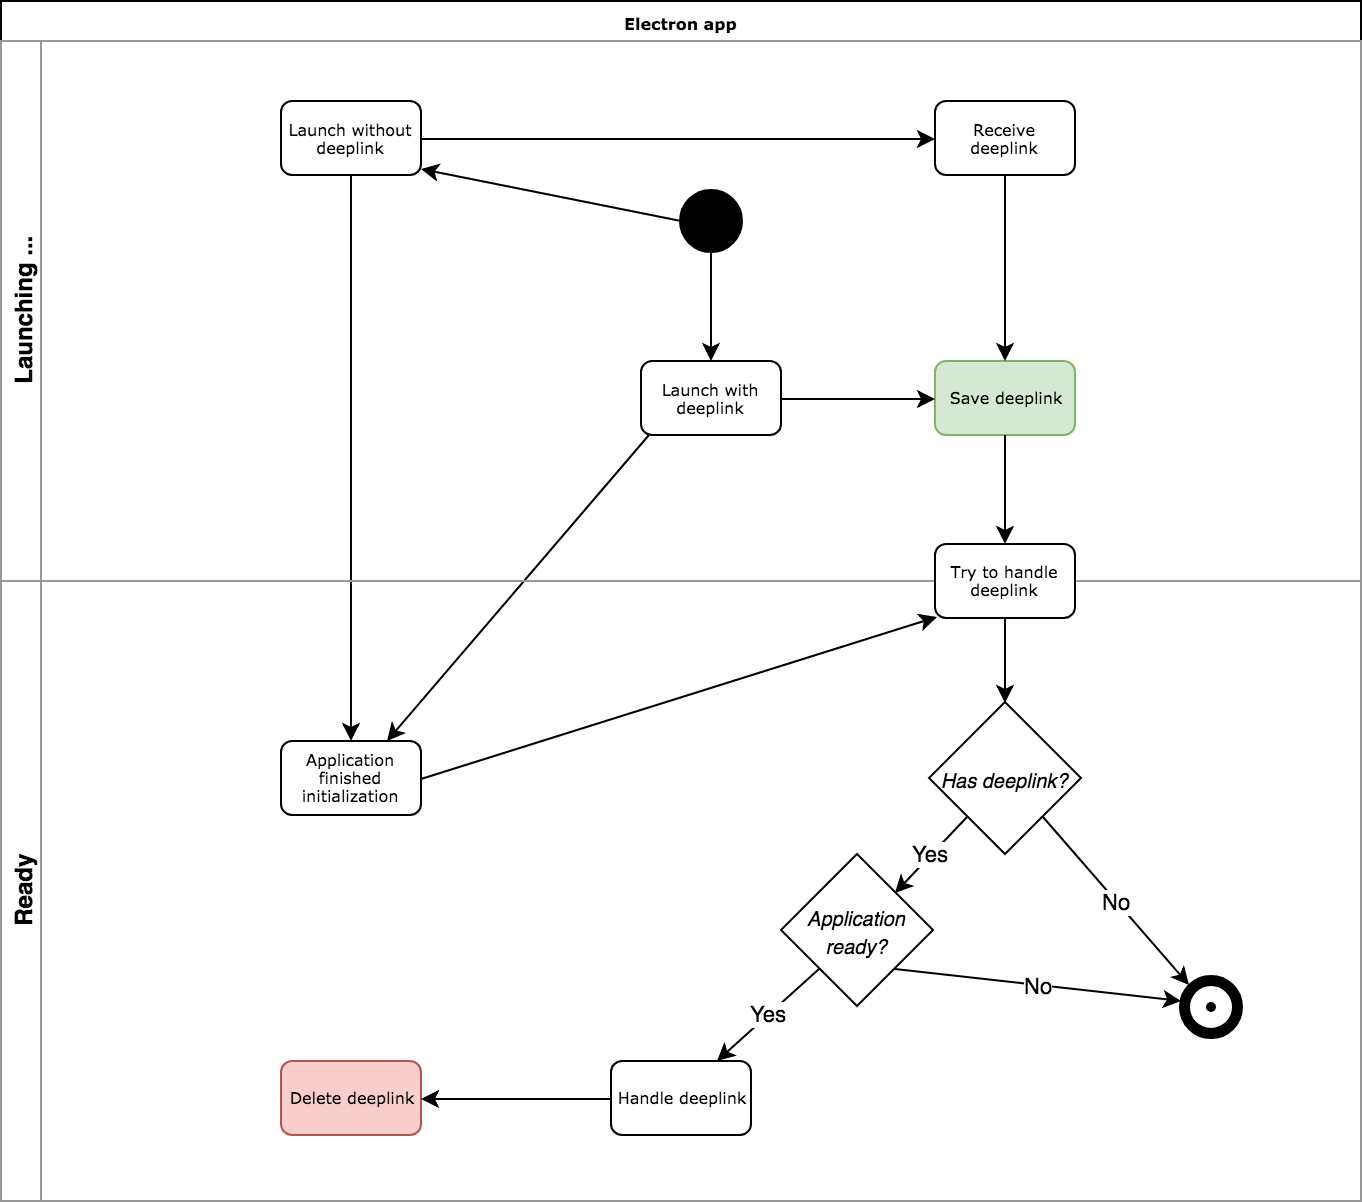 Electron app
Launching ...
Launch without
deeplink
Receive
deeplink
Launch with
deeplink
Save deeplink
Try to handle
deeplink
Ready
Application
finished
initialization
Has deeplink?
Yes
No
Application
ready?
No
Yes
Delete deeplink
Handle deeplink